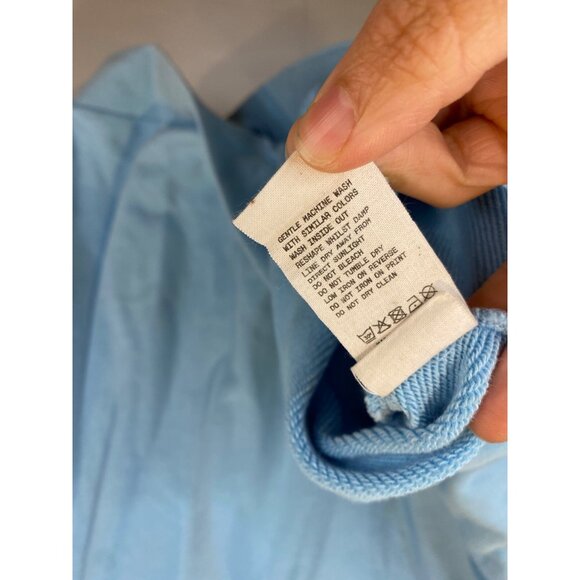 GENTLE MACHINE WASH
WITH SIMILAR COLORS
WASH INSIDE OUT
RESHAPE WHILST DAMP
LINE DRY AWAY FROM
DIRECT SUNLIGHT
DO NOT BLEACH
DO NOT TUMBLE DRY
LOW IRON ON REVERSE
DO NOT IRON ON PRINT
DO NOT DRY CLEAN